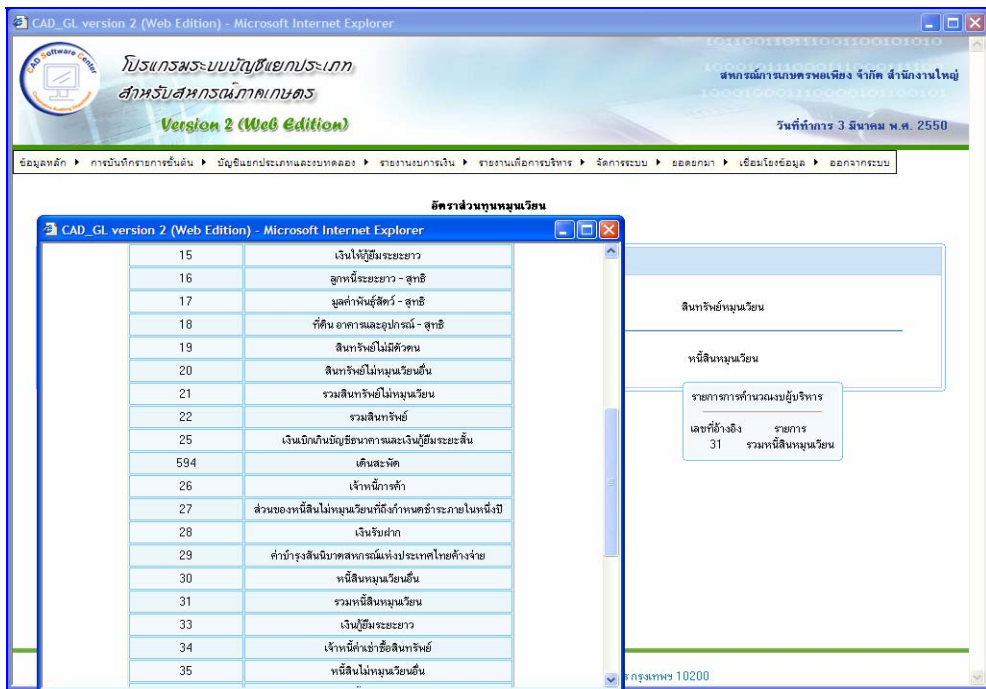 CAD_GL version 2 (Web Edition) - Microsoft Internet Explorer
CAD Software Center
โปรแกรมระบบบัญชีแยกประเภท
สำหรับสหกรณ์ภาคเกษตร
Version 2 (Web Edition)
สหกรณ์การเกษตรพอเพียง จำกัด สำนักงานใหญ่
วันที่ทำการ 3 มีนาคม พ.ศ. 2550
ข้อมูลหลัก การบันทึกรายการขั้นต้น บัญชีแยกประเภทและงบทดลอง รายงานงบการเงิน รายงานเพื่อการบริหาร จัดการระบบ ยอดยกมา เชื่อมโยงข้อมูล ออกจากระบบ
อัตราส่วนทุนหมุนเวียน
CAD_GL version 2 (Web Edition) - Microsoft Internet Explorer
15 เงินให้กู้ยืมระยะยาว
16 ลูกหนี้ระยะยาว - สุทธิ
17 มูลค่าพันธุ์สัตว์ - สุทธิ
18 ที่ดิน อาคารและอุปกรณ์ - สุทธิ
19 สินทรัพย์ไม่มีตัวตน
20 สินทรัพย์ไม่หมุนเวียนอื่น
21 รวมสินทรัพย์ไม่หมุนเวียน
22 รวมสินทรัพย์
25 เงินเบิกเกินบัญชีธนาคารและเงินกู้ยืมระยะสั้น
594 เดินสะพัด
26 เจ้าหนี้การค้า
27 ส่วนของหนี้สินไม่หมุนเวียนที่ถึงกำหนดชำระภายในหนึ่งปี
28 เงินรับฝาก
29 ค่าบำรุงสันนิบาตสหกรณ์แห่งประเทศไทยค้างจ่าย
30 หนี้สินหมุนเวียนอื่น
31 รวมหนี้สินหมุนเวียน
33 เงินกู้ยืมระยะยาว
34 เจ้าหนี้ค่าเช่าซื้อสินทรัพย์
35 หนี้สินไม่หมุนเวียนอื่น
สินทรัพย์หมุนเวียน
หนี้สินหมุนเวียน
รายการการคำนวณงบผู้บริหาร
เลขที่อ้างอิง รายการ
31 รวมหนี้สินหมุนเวียน
ร กรุงเทพฯ 10200